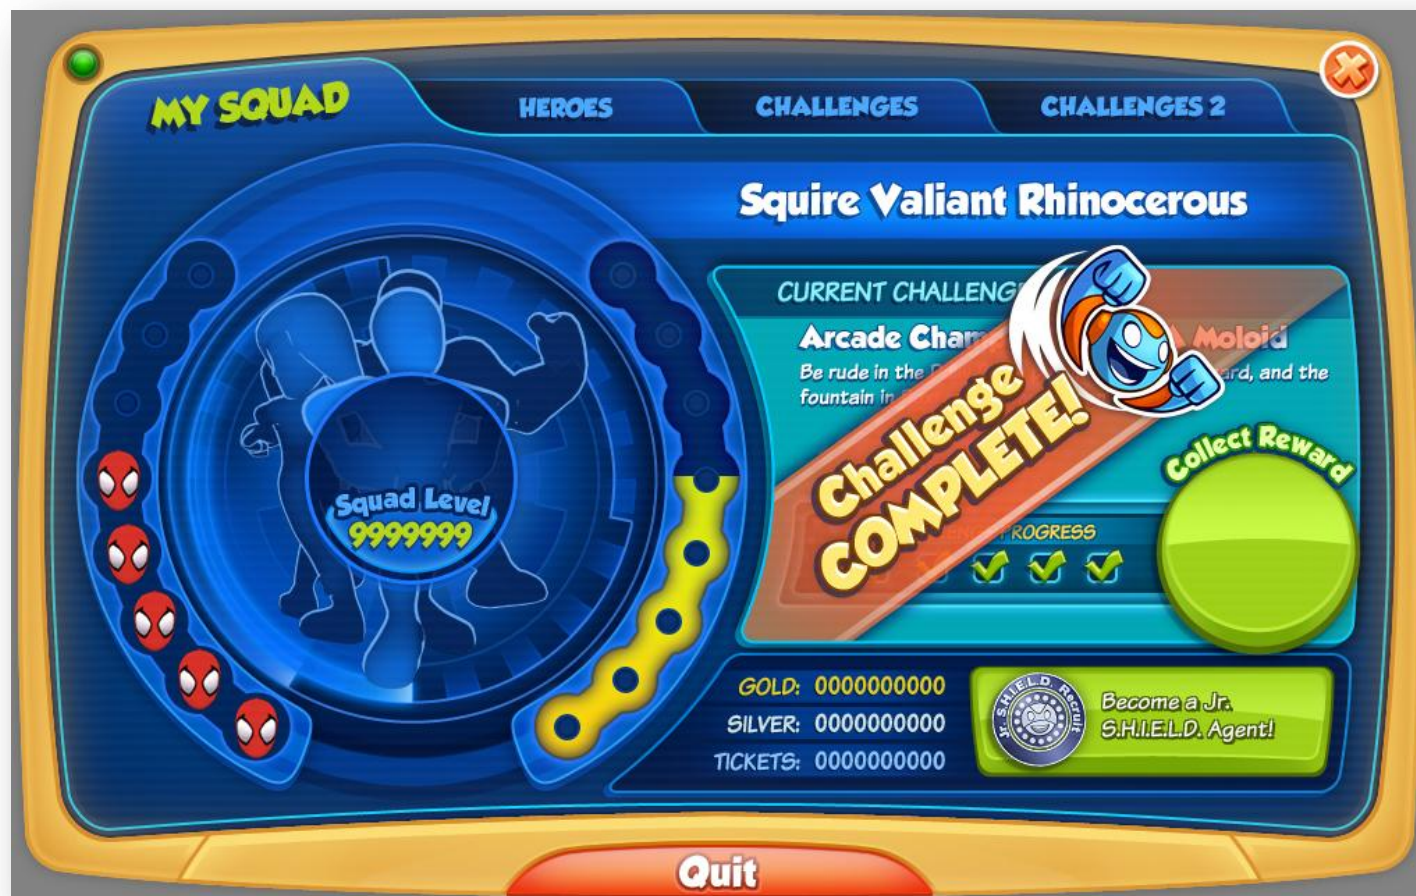 MY SQUAD
HEROES
CHALLENGES
CHALLENGES 2
Squire Valiant Rhinocerous
CURRENT CHALLENG
Arcade Cham Moloid
Be rude in the ard, and the
fountain in
Challenge
COMPLETE!
Collect Reward
PROGRESS
Squad Level
9999999
GOLD: 0000000000
SILVER: 0000000000
TICKETS: 0000000000
Jr. S.H.I.E.L.D. Recruit
Become a Jr.
S.H.I.E.L.D. Agent!
Quit